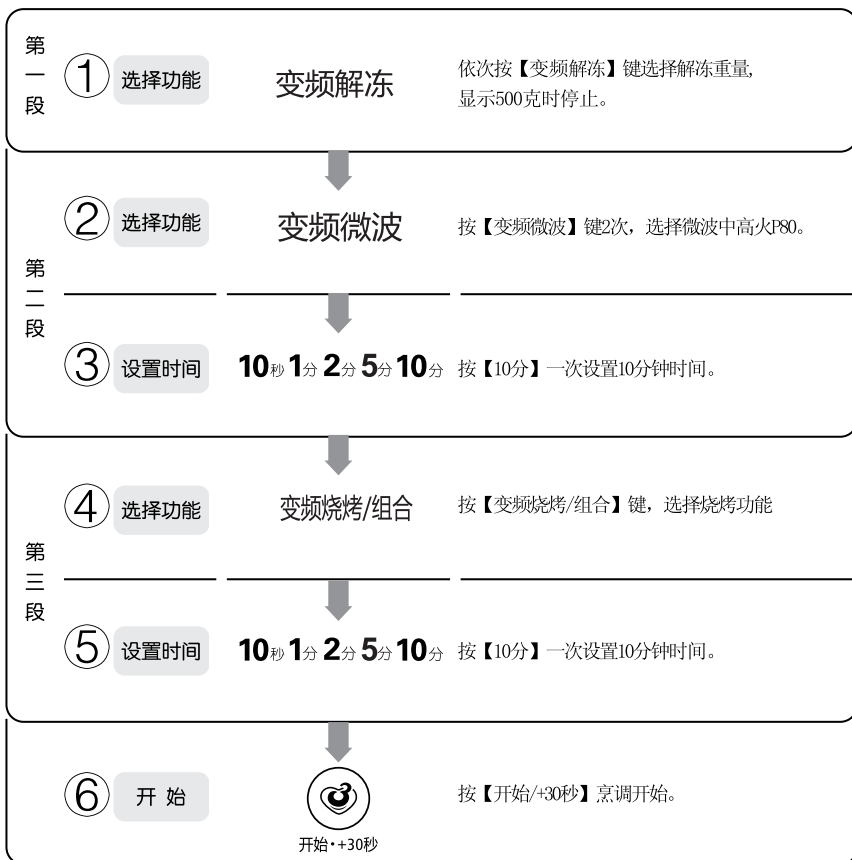 第一段
① 选择功能
变频解冻
依次按【变频解冻】键选择解冻重量,
显示500克时停止。
第二段
② 选择功能
变频微波
按【变频微波】键2次，选择微波中高火P80。
③ 设置时间
10秒 1分 2分 5分 10分
按【10分】一次设置10分钟时间。
第三段
④ 选择功能
变频烧烤/组合
按【变频烧烤/组合】键，选择烧烤功能
⑤ 设置时间
10秒 1分 2分 5分 10分
按【10分】一次设置10分钟时间。
⑥ 开 始
开始·+30秒
按【开始/+30秒】烹调开始。